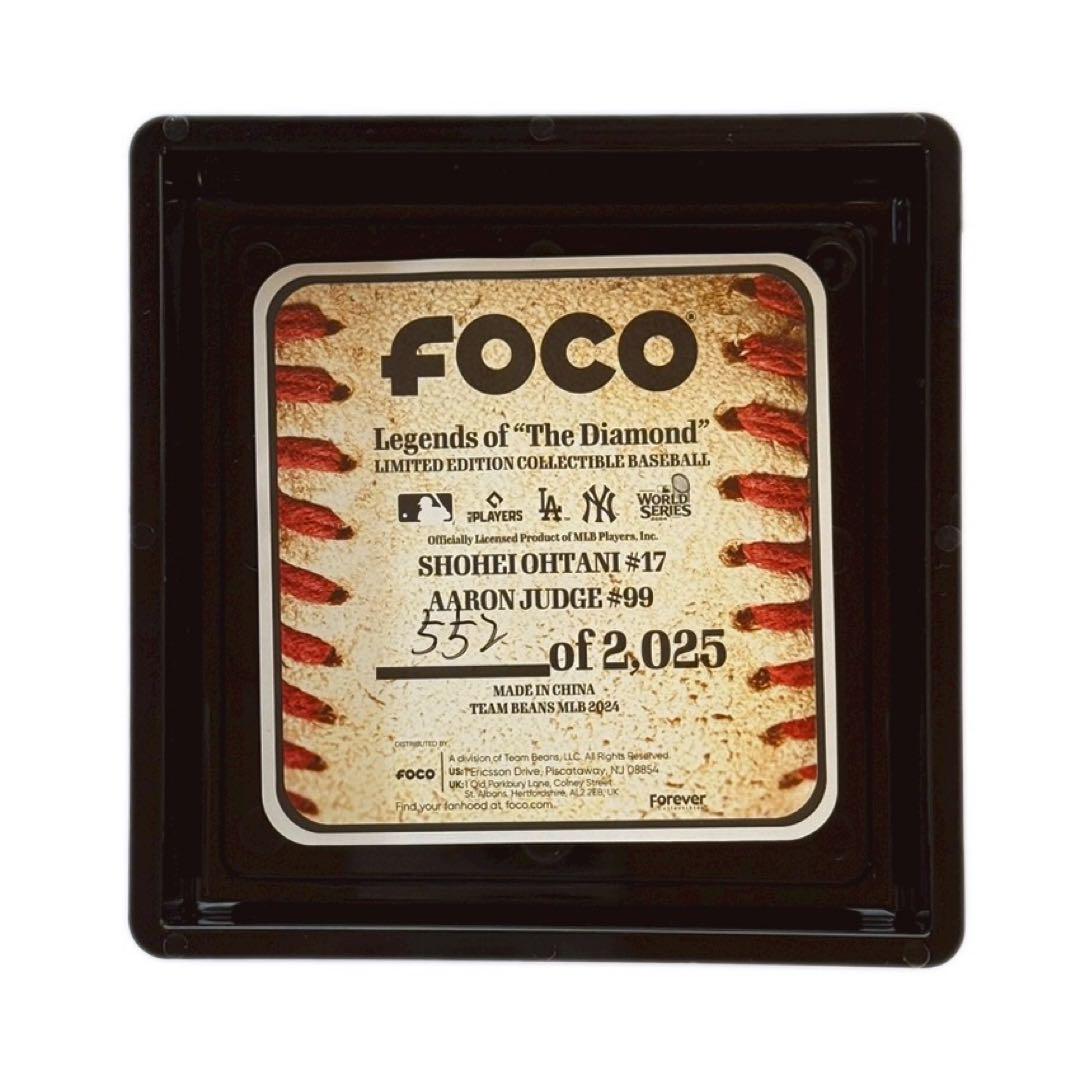 FOCO®
Legends of "The Diamond"
LIMITED EDITION COLLECTIBLE BASEBALL
PLAYERS LA NY WORLD SERIES
Officially Licensed Product of MLB Players, Inc.
SHOHEI OHTANI #17
AARON JUDGE #99
552 of 2,025
MADE IN CHINA
TEAM BEANS MLB 2024
DISTRIBUTED BY
A division of Team Beans, LLC. All Rights Reserved.
FOCO US:1 Ericsson Drive, Piscataway, NJ 08854
UK:1 Old Parkbury Lane, Colney Street
St. Albans, Hertfordshire, AL2 2EB, UK
Find your fanhood at foco.com.
Forever